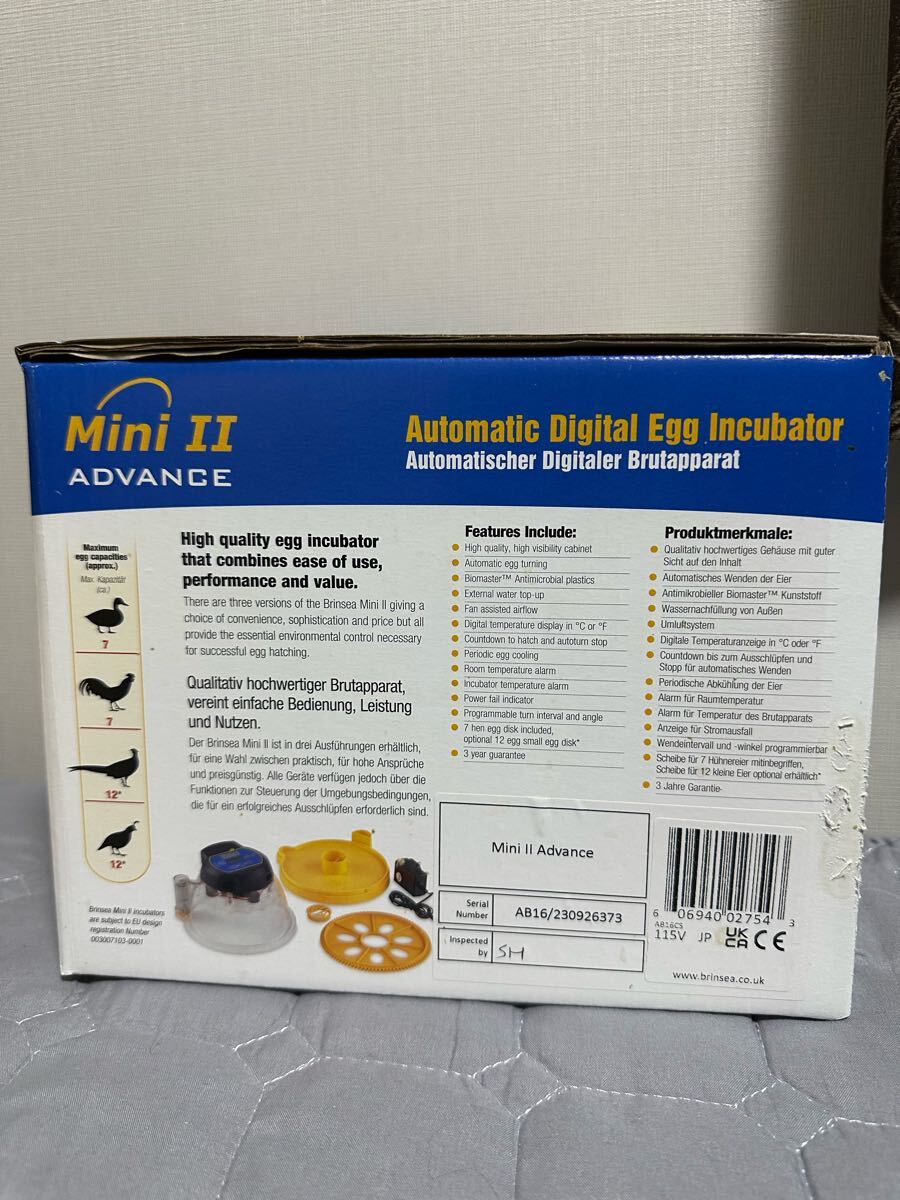 Mini II
ADVANCE
Automatic Digital Egg Incubator
Automatischer Digitaler Brutapparat
Maximum
egg capacities
(approx.)
Max. Kapazität
(ca.)
7
7
12*
12*
Brinsea Mini II incubators
are subject to EU design
registration Number
003007103-0001
High quality egg incubator
that combines ease of use,
performance and value.
There are three versions of the Brinsea Mini II giving a
choice of convenience, sophistication and price but all
provide the essential environmental control necessary
for successful egg hatching.
Qualitativ hochwertiger Brutapparat,
vereint einfache Bedienung, Leistung
und Nutzen.
Der Brinsea Mini II ist in drei Ausführungen erhältlich,
für eine Wahl zwischen praktisch, für hohe Ansprüche
und preisgünstig. Alle Geräte verfügen jedoch über die
Funktionen zur Steuerung der Umgebungsbedingungen,
die für ein erfolgreiches Ausschlüpfen erforderlich sind.
Features Include:
High quality, high visibility cabinet
Automatic egg turning
Biomaster™ Antimicrobial plastics
External water top-up
Fan assisted airflow
Digital temperature display in °C or °F
Countdown to hatch and autoturn stop
Periodic egg cooling
Room temperature alarm
Incubator temperature alarm
Power fail indicator
Programmable turn interval and angle
7 hen egg disk included,
optional 12 egg small egg disk*
3 year guarantee
Produktmerkmale:
Qualitativ hochwertiges Gehäuse mit guter
Sicht auf den Inhalt
Automatisches Wenden der Eier
Antimikrobieller Biomaster™ Kunststoff
Wassernachfüllung von Außen
Umluftsystem
Digitale Temperaturanzeige in °C oder °F
Countdown bis zum Ausschlüpfen und
Stopp für automatisches Wenden
Periodische Abkühlung der Eier
Alarm für Raumtemperatur
Alarm für Temperatur des Brutapparats
Anzeige für Stromausfall
Wendeintervall und -winkel programmierbar
Scheibe für 7 Hühnereier mitinbegriffen,
Scheibe für 12 kleine Eier optional erhältlich*
3 Jahre Garantie
Mini II Advance
Serial
Number
AB16/230926373
Inspected
by
SH
6 06940 02754 3
AB16CS
115V JP UK CA CE
www.brinsea.co.uk